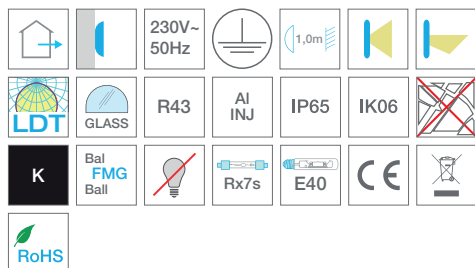 230V~
50Hz
1,0m
LDT
GLASS
R43
Al
INJ
IP65
IK06
K
Bal
FMG
Ball
Rx7s
E40
CE
RoHS